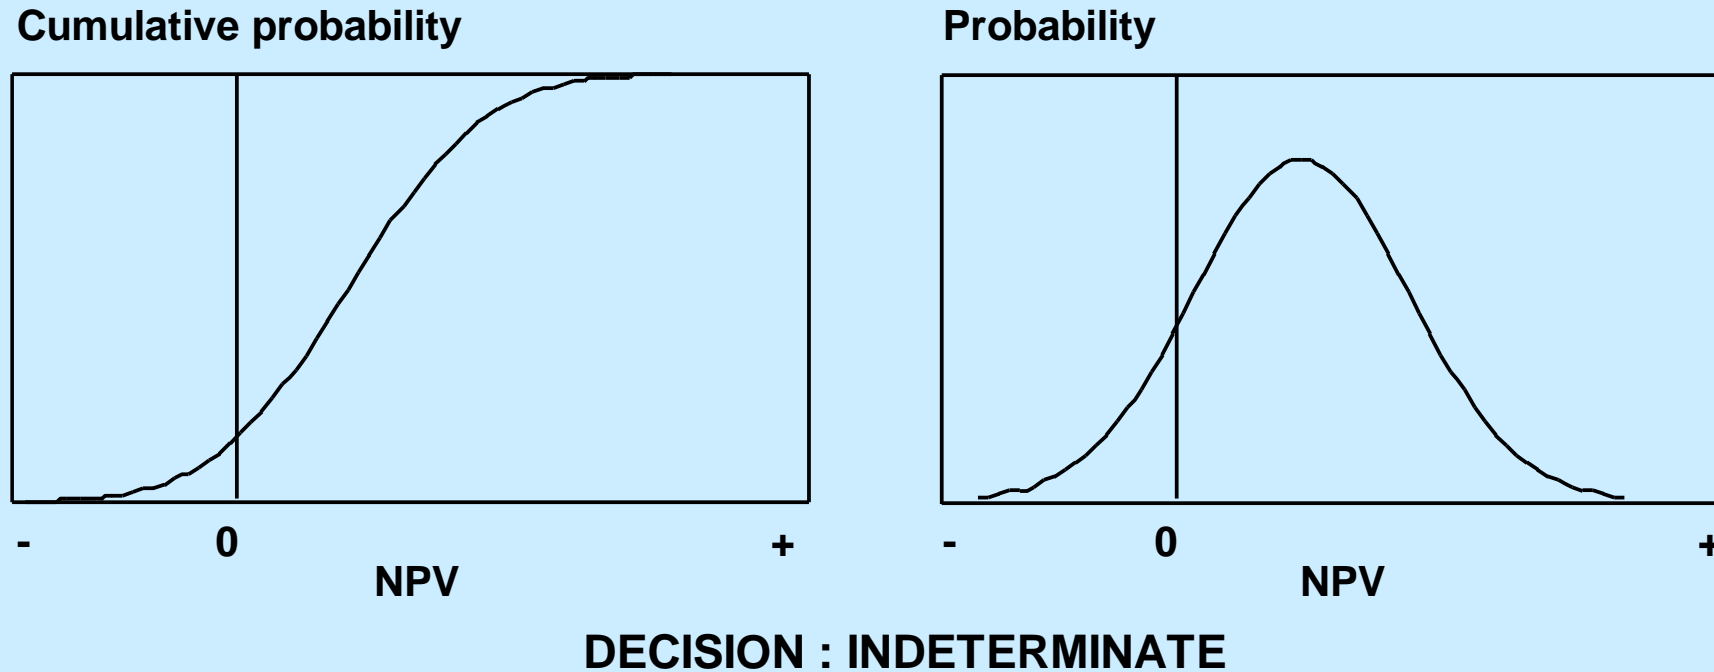 Cumulative probability
Probability
- 0 +
NPV
- 0 +
NPV
DECISION : INDETERMINATE